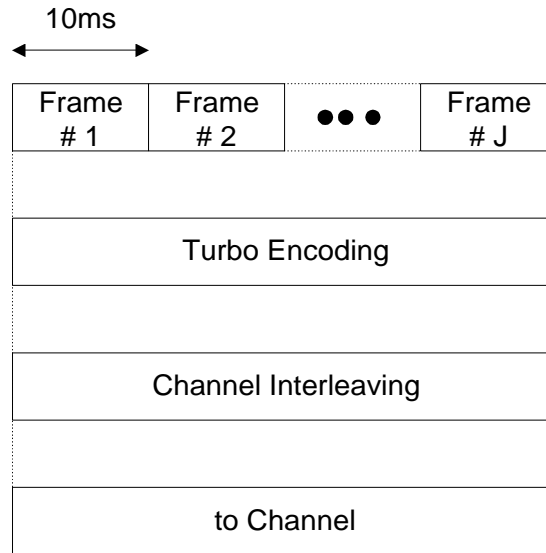 10ms
Frame Frame ●●● Frame
# 1 # 2 # J
Turbo Encoding
Channel Interleaving
to Channel